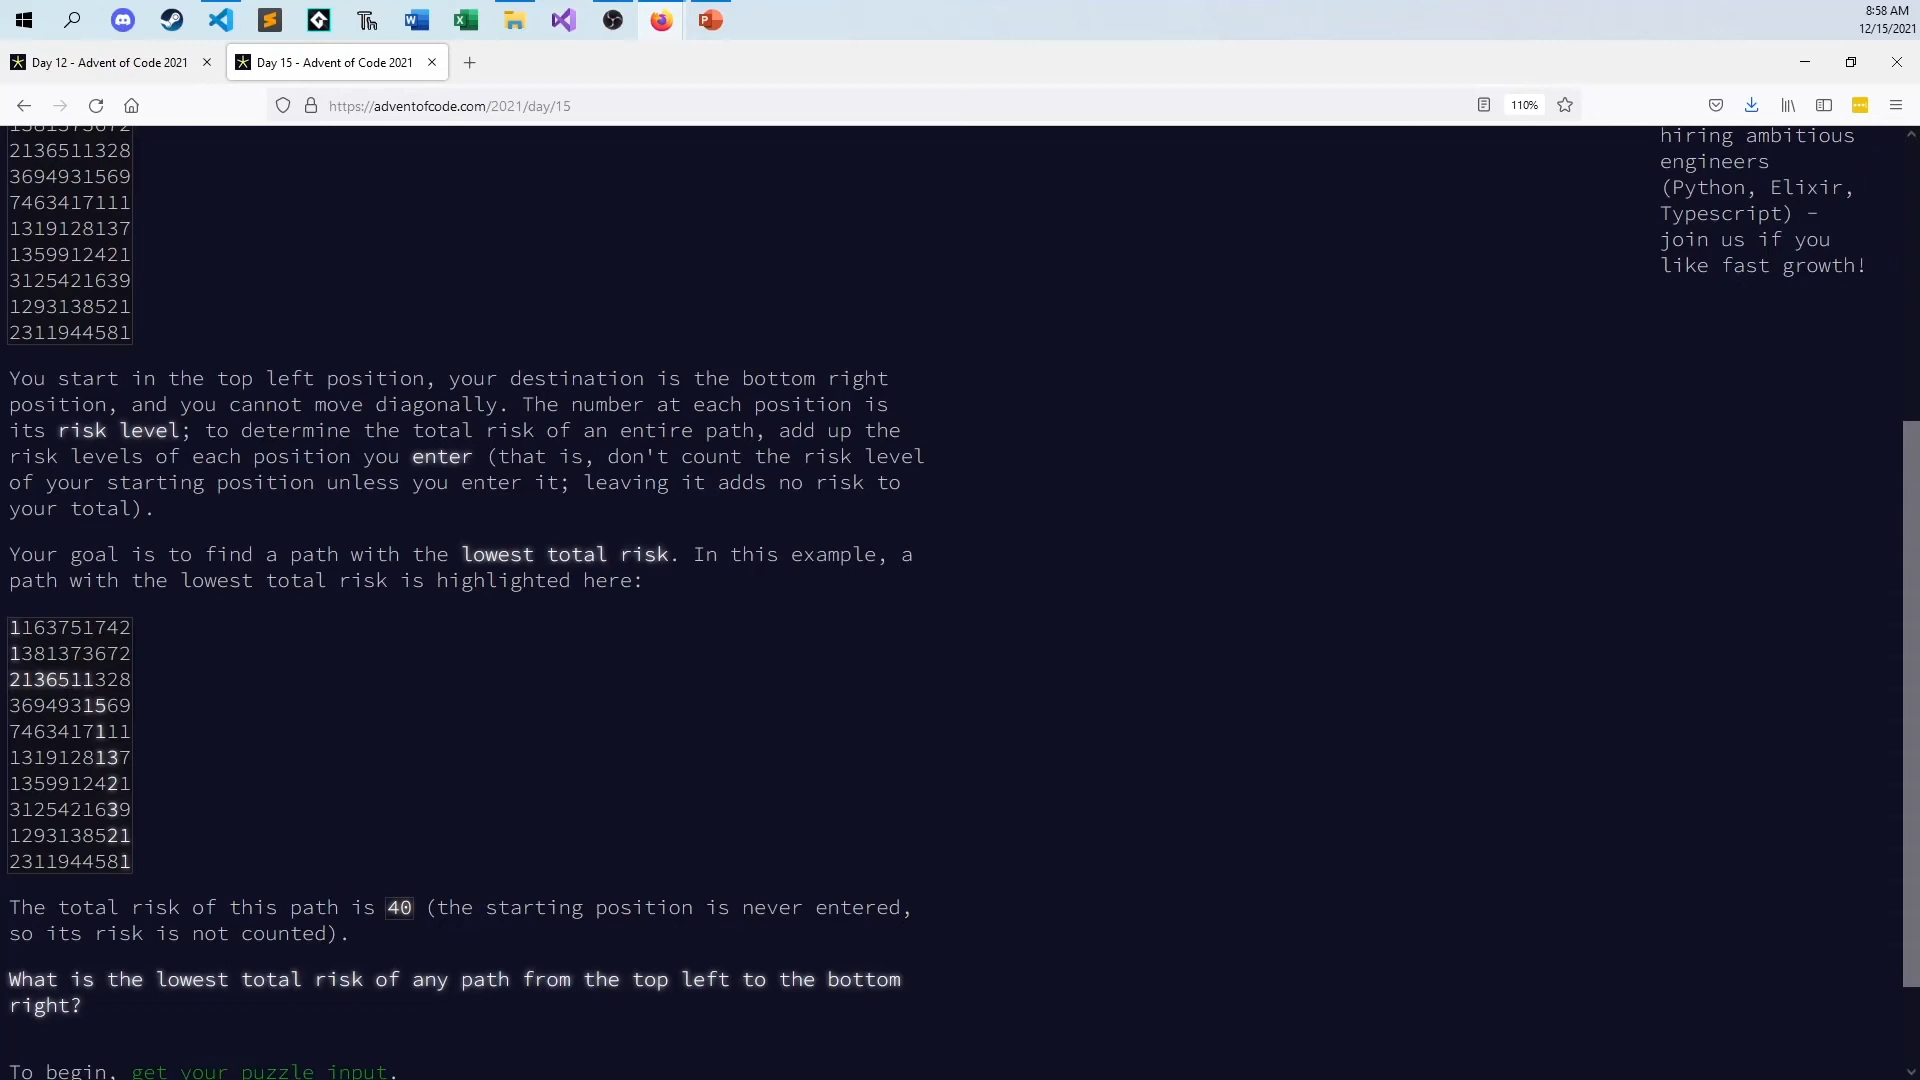 8:58 AM
12/15/2021
Day 12 - Advent of Code 2021
Day 15 - Advent of Code 2021
https://adventofcode.com/2021/day/15
110%
1381373672
2136511328
3694931569
7463417111
1319128137
1359912421
3125421639
1293138521
2311944581
hiring ambitious
engineers
(Python, Elixir,
Typescript) -
join us if you
like fast growth!
You start in the top left position, your destination is the bottom right
position, and you cannot move diagonally. The number at each position is
its risk level; to determine the total risk of an entire path, add up the
risk levels of each position you enter (that is, don't count the risk level
of your starting position unless you enter it; leaving it adds no risk to
your total).
Your goal is to find a path with the lowest total risk. In this example, a
path with the lowest total risk is highlighted here:
1163751742
1381373672
2136511328
3694931569
7463417111
1319128137
1359912421
3125421639
1293138521
2311944581
The total risk of this path is 40 (the starting position is never entered,
so its risk is not counted).
What is the lowest total risk of any path from the top left to the bottom
right?
To begin, get your puzzle input.